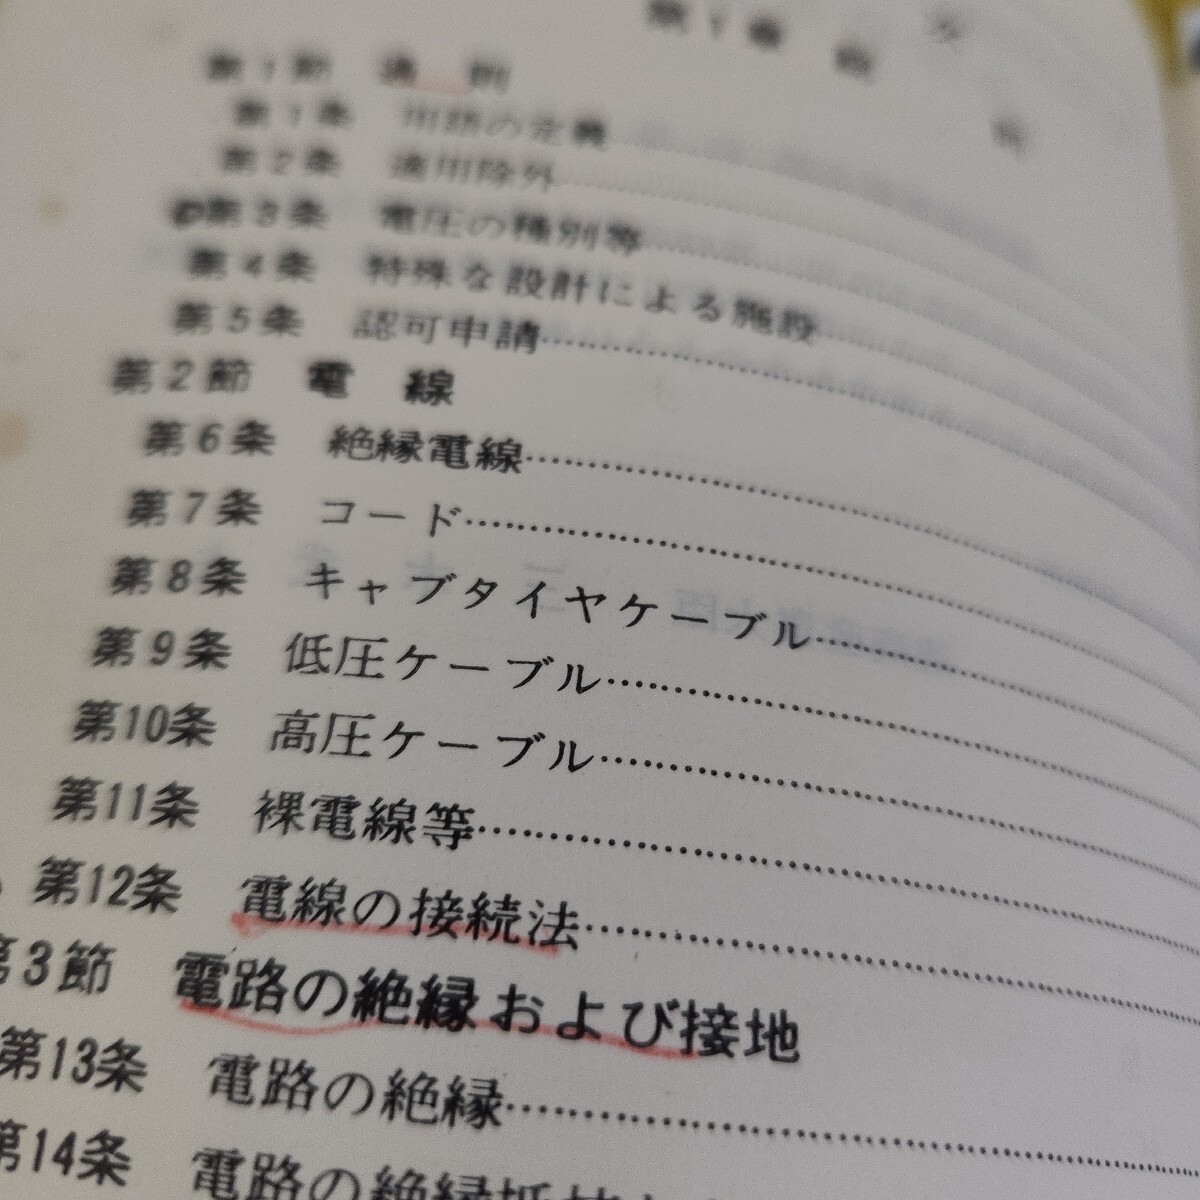 第1章 総
第1節 通 則
第1条 用語の定義
第2条 適用除外
第3条 電圧の種別等
第4条 特殊な設計による施設
第5条 認可申請
第2節 電 線
第6条 絶縁電線
第7条 コード
第8条 キャブタイヤケーブル
第9条 低圧ケーブル
第10条 高圧ケーブル
第11条 裸電線等
第12条 電線の接続法
第3節 電路の絶縁および接地
第13条 電路の絶縁
第14条 電路の絶縁抵抗